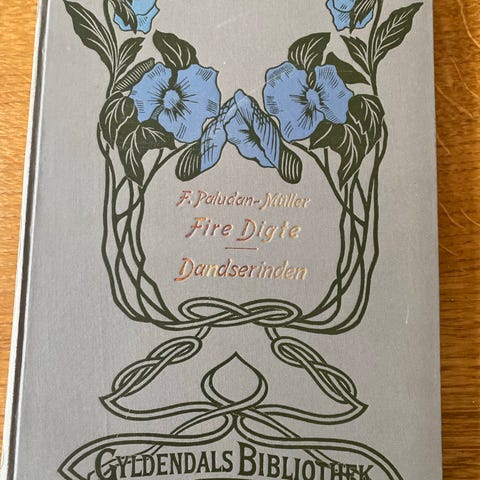 F. Paludan-Müller
Fire Digte
Dandserinden
GYLDENDALS BIBLIOTHEK